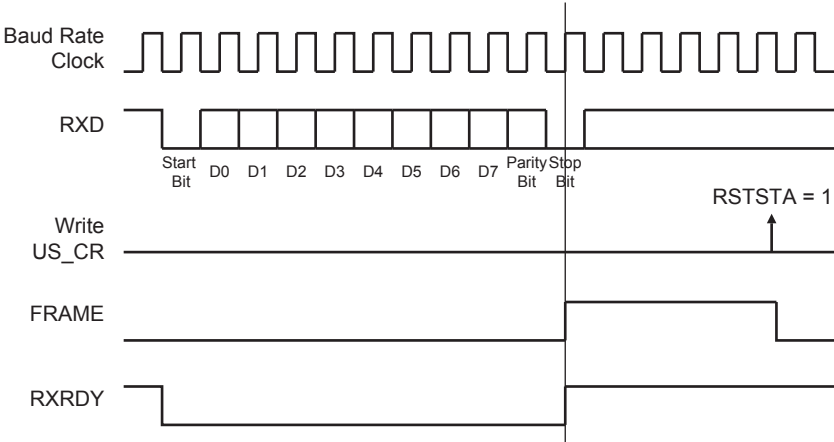 Baud Rate
Clock
RXD
Start
Bit
D0 D1 D2 D3 D4 D5 D6 D7
Parity
Bit
Stop
Bit
RSTSTA = 1
Write
US_CR
FRAME
RXRDY